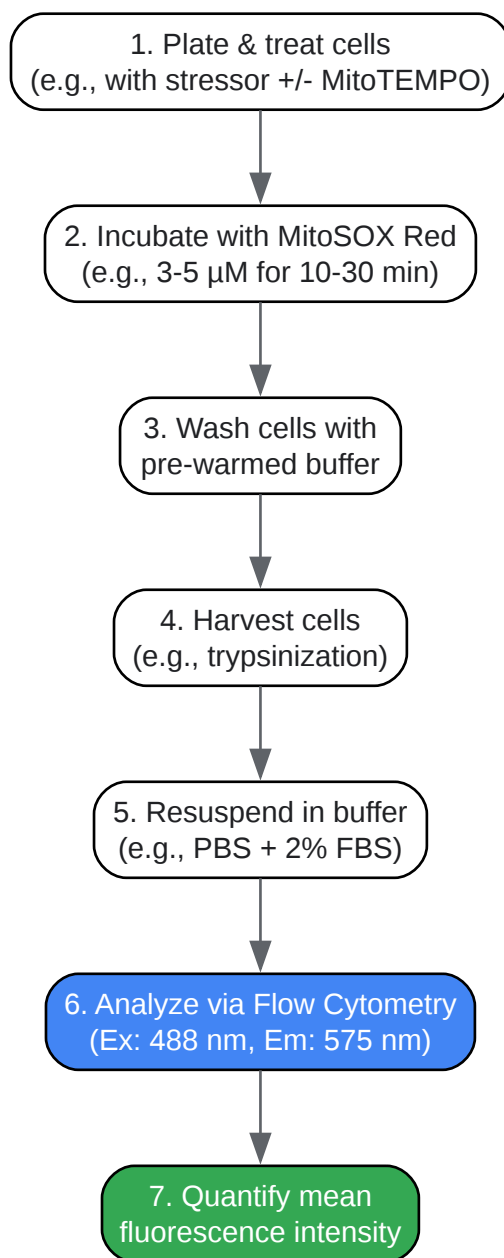 1. Plate & treat cells
(e.g., with stressor +/- MitoTEMPO)
2. Incubate with MitoSOX Red
(e.g., 3-5 µM for 10-30 min)
3. Wash cells with
pre-warmed buffer
4. Harvest cells
(e.g., trypsinization)
5. Resuspend in buffer
(e.g., PBS + 2% FBS)
6. Analyze via Flow Cytometry
(Ex: 488 nm, Em: 575 nm)
7. Quantify mean
fluorescence intensity